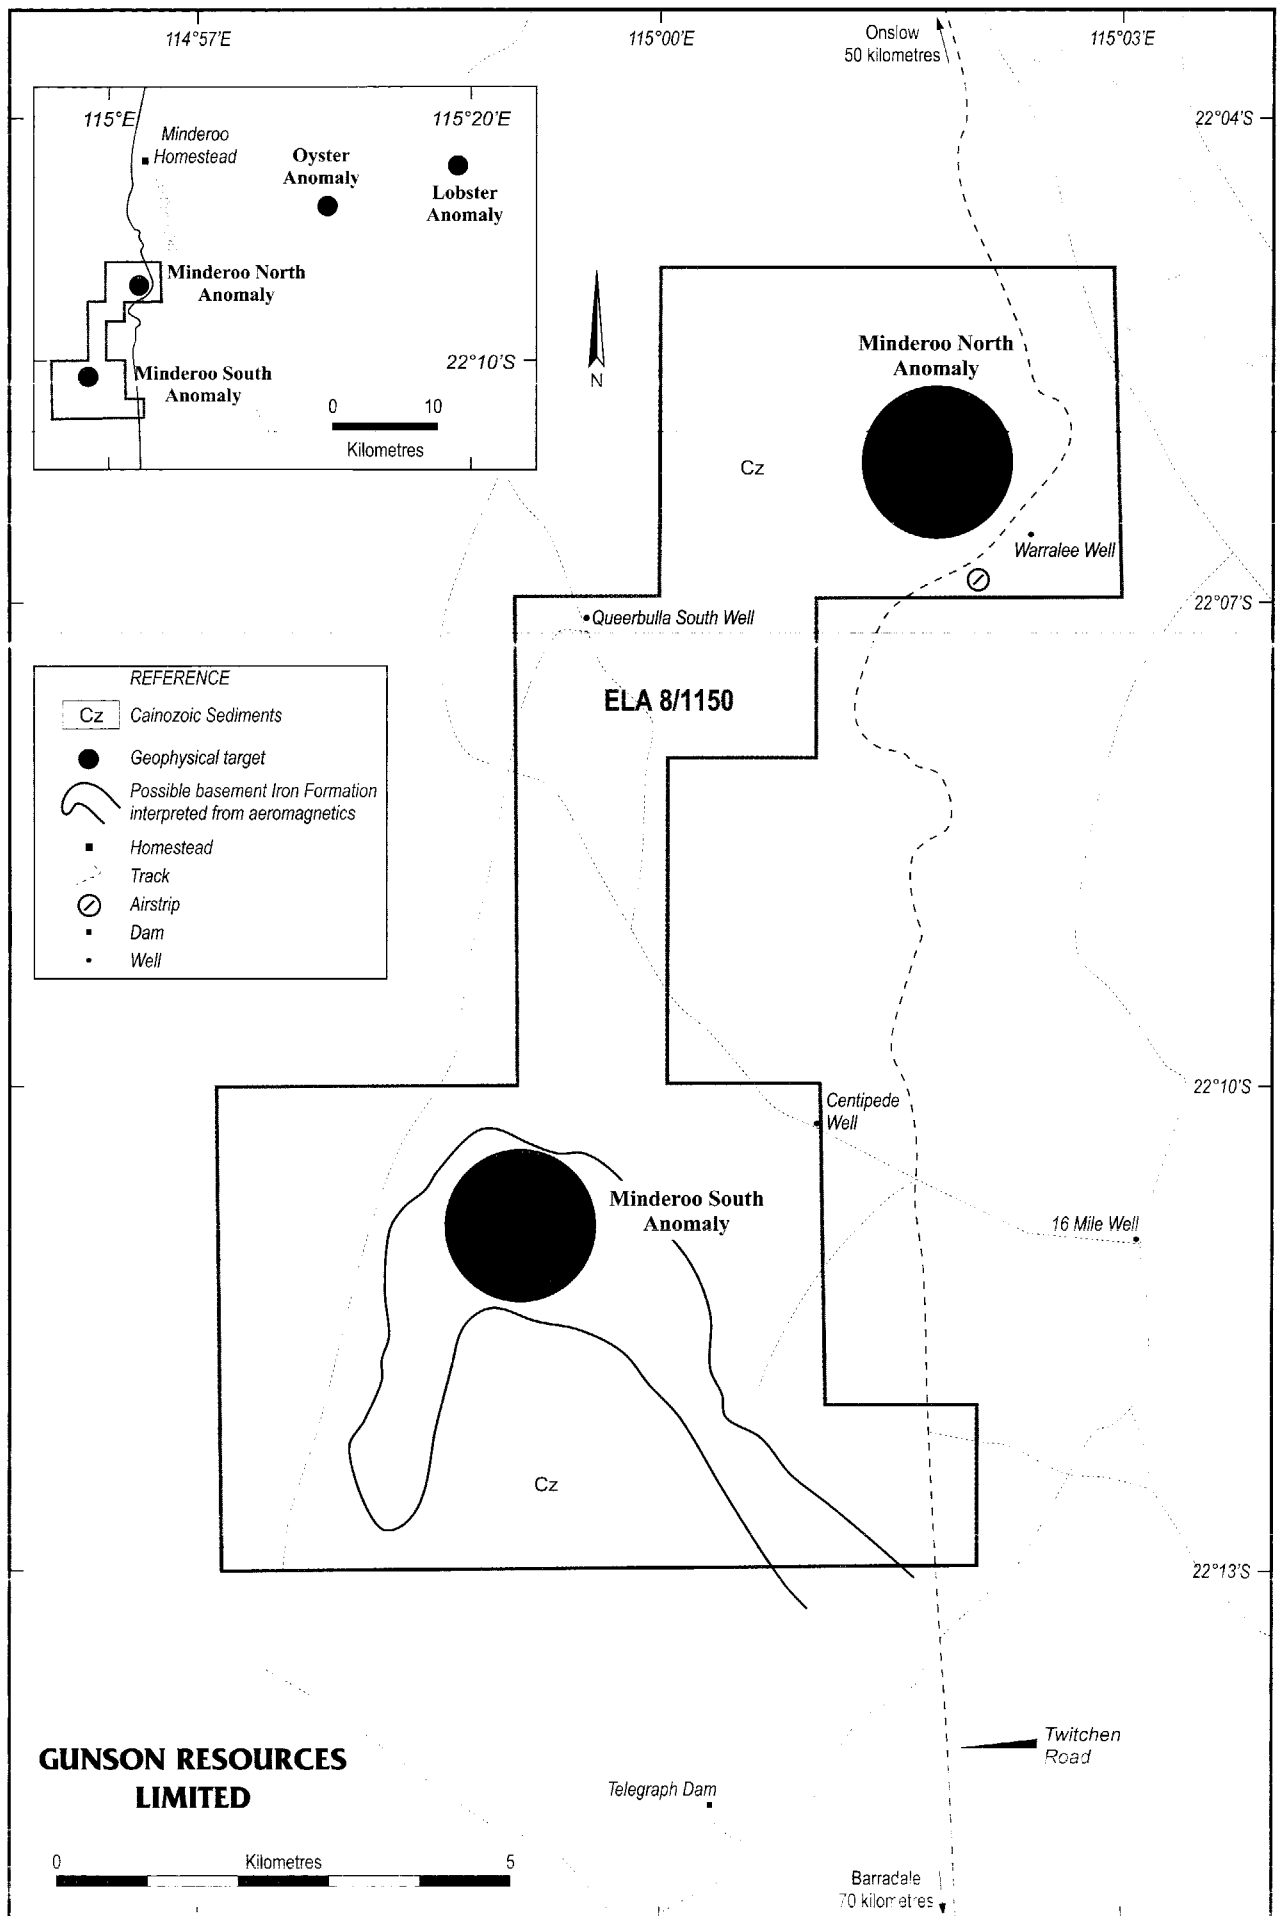 114°57'E
115°00'E
Onslow
50 kilometres
115°03'E
22°04'S
115°E
115°20'E
Minderoo
Homestead
Oyster
Anomaly
Lobster
Anomaly
Minderoo North
Anomaly
22°10'S
Minderoo South
Anomaly
0
10
Kilometres
N
Minderoo North
Anomaly
Cz
Warralee Well
22°07'S
Queerbulla South Well
ELA 8/1150
REFERENCE
Cz
Cainozoic Sediments
Geophysical target
Possible basement Iron Formation
interpreted from aeromagnetics
Homestead
Track
Airstrip
Dam
Well
22°10'S
Centipede
Well
Minderoo South
Anomaly
16 Mile Well
Cz
22°13'S
Twitchen
Road
GUNSON RESOURCES
LIMITED
Telegraph Dam
0
Kilometres
5
Barradale
70 kilometres